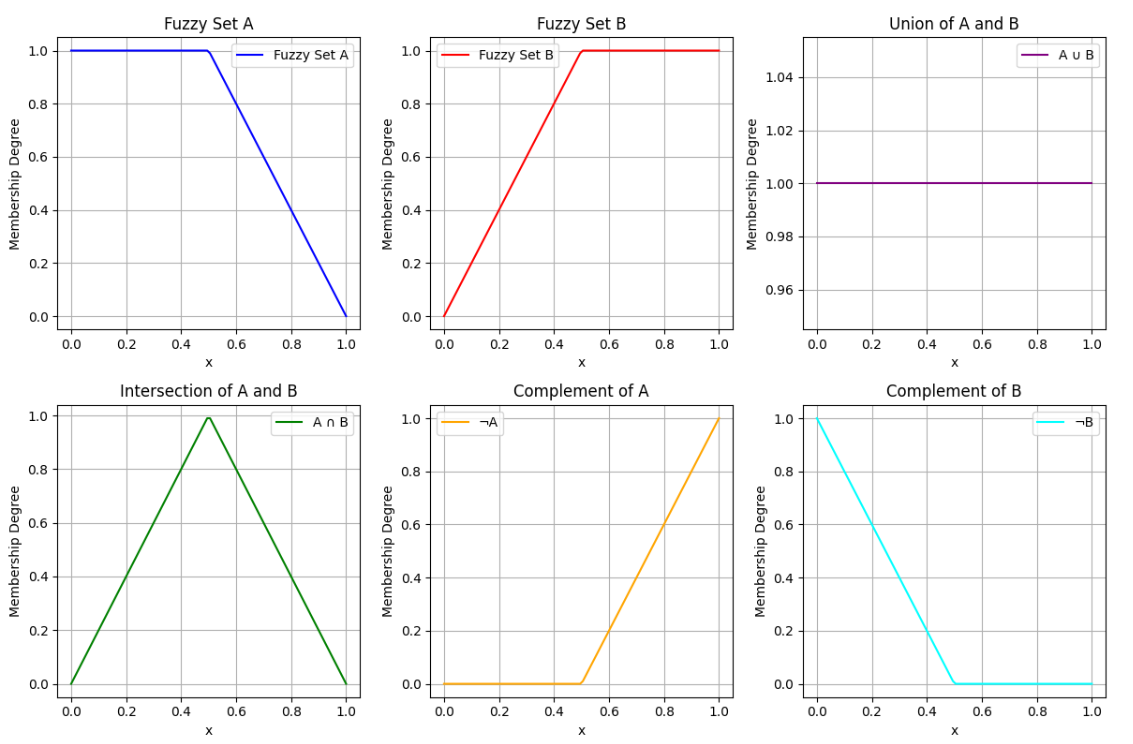 Fuzzy Set A
Membership Degree
1.0
0.8
0.6
0.4
0.2
0.0
Fuzzy Set A
0.0 0.2 0.4 0.6 0.8 1.0
x
Fuzzy Set B
Membership Degree
1.0
0.8
0.6
0.4
0.2
0.0
Fuzzy Set B
0.0 0.2 0.4 0.6 0.8 1.0
x
Union of A and B
Membership Degree
1.04
1.02
1.00
0.98
0.96
A ∪ B
0.0 0.2 0.4 0.6 0.8 1.0
x
Intersection of A and B
Membership Degree
1.0
0.8
0.6
0.4
0.2
0.0
A ∩ B
0.0 0.2 0.4 0.6 0.8 1.0
x
Complement of A
Membership Degree
1.0
0.8
0.6
0.4
0.2
0.0
¬A
0.0 0.2 0.4 0.6 0.8 1.0
x
Complement of B
Membership Degree
1.0
0.8
0.6
0.4
0.2
0.0
¬B
0.0 0.2 0.4 0.6 0.8 1.0
x